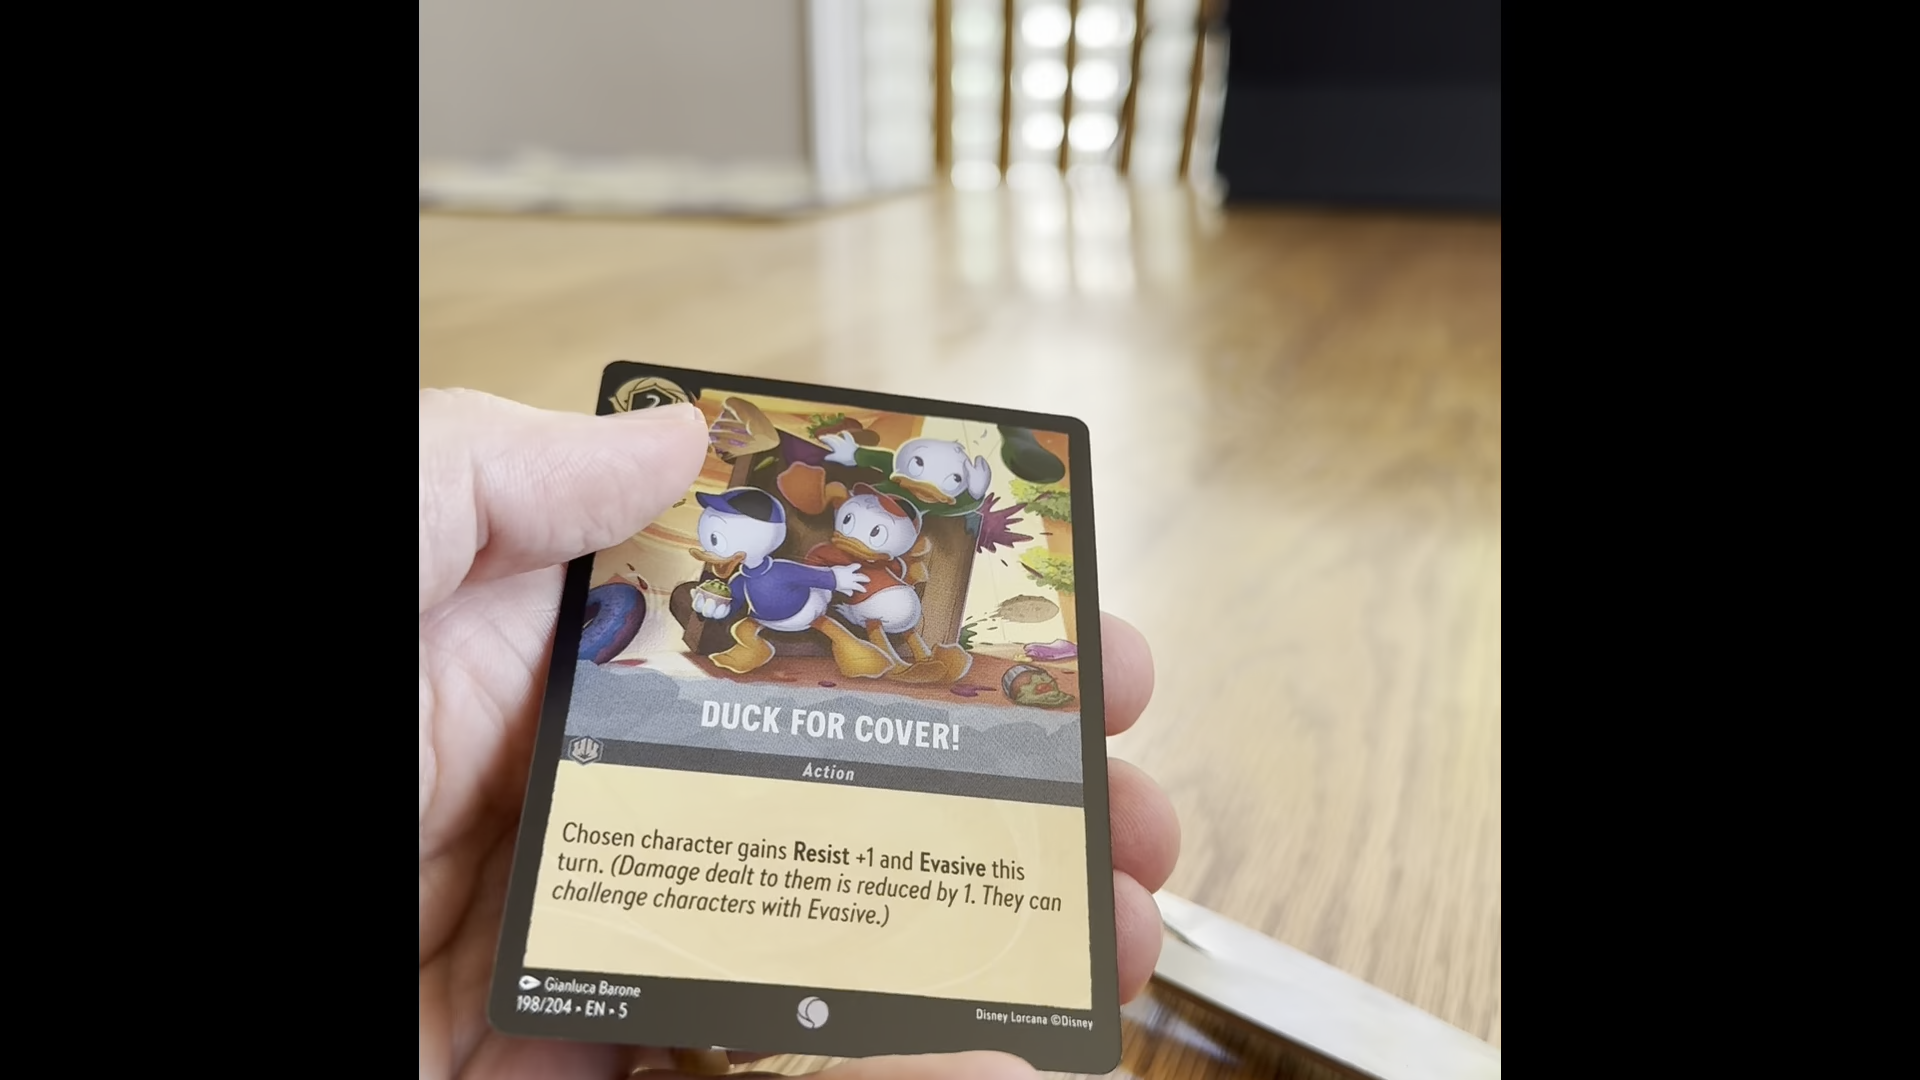 2
DUCK FOR COVER!
Action
Chosen character gains Resist +1 and Evasive this
turn. (Damage dealt to them is reduced by 1. They can
challenge characters with Evasive.)
Gianluca Barone
198/204 • EN • 5
Disney Lorcana ©Disney